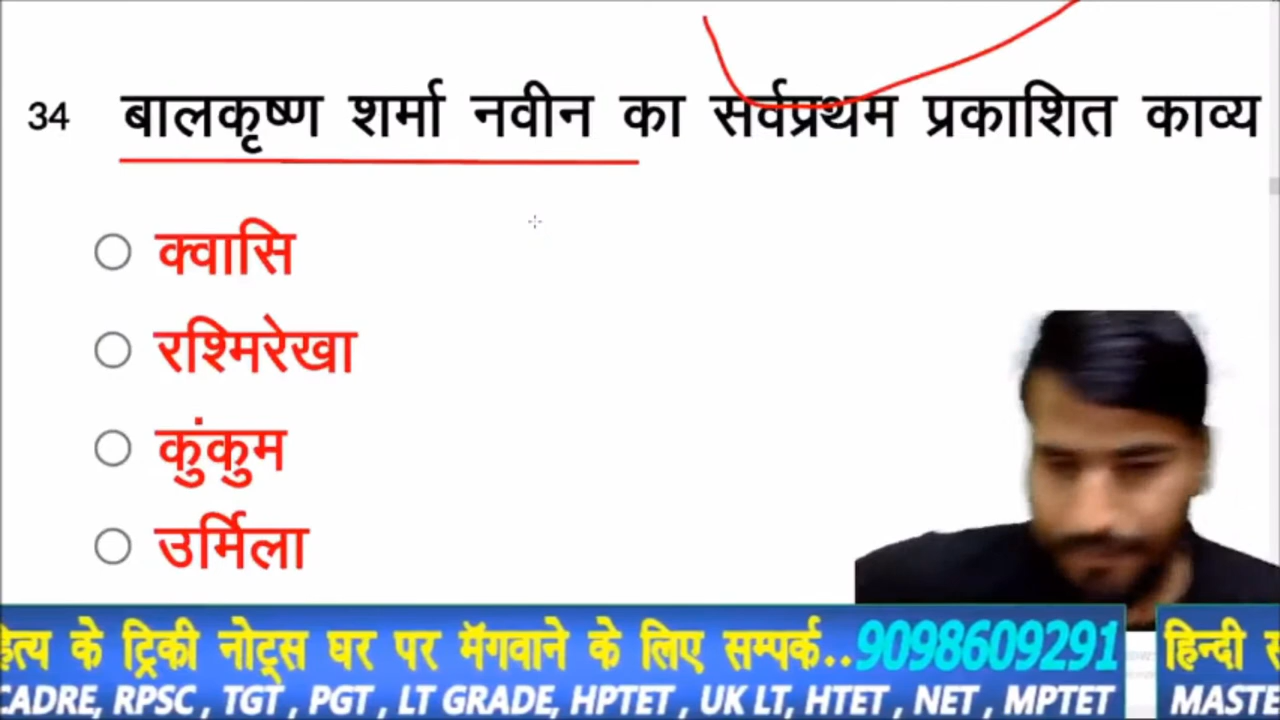 34 बालकृष्ण शर्मा नवीन का सर्वप्रथम प्रकाशित काव्य
क्वासि
रश्मिरेखा
कुंकुम
उर्मिला
के ट्रिकी नोट्स घर पर मॅगवाने के लिए सम्पर्क..9098609291 हिन्दी
CADRE, RPSC , TGT , PGT , LT GRADE, HPTET , UK LT, HTET , NET , MPTET MASTE